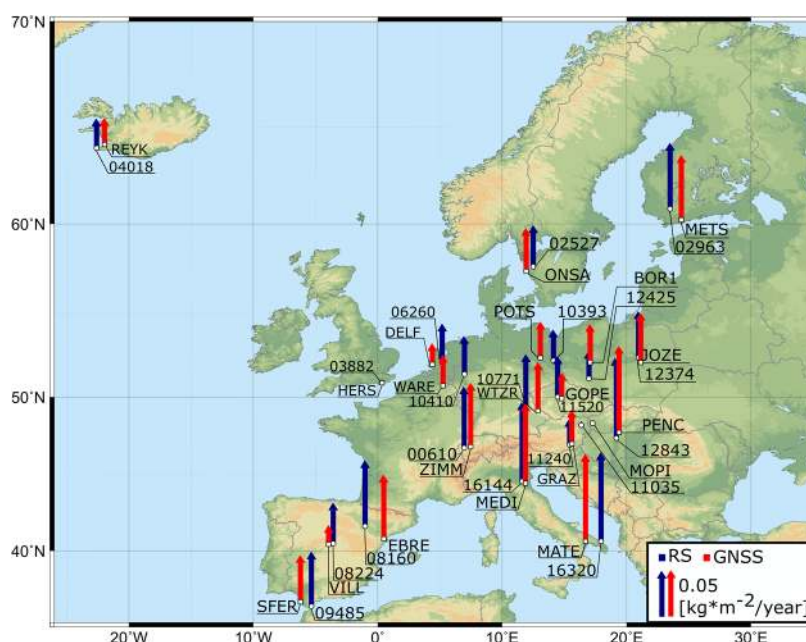 70˚N
60˚N
50˚N
40˚N
20˚W
10˚W
0˚
10˚E
20˚E
30˚E
REYK
04018
METS
02963
02527
ONSA
BOR1
12425
06260
DELF
POTS
10393
03882
HERS
WARE
10410
10771
WTZR
GOPE
11520
JOZE
12374
00610
ZIMM
PENC
12843
11240
GRAZ
MOPI
11035
16144
MEDI
EBRE
08160
MATE
16320
08224
VILL
SFER
09485
RS GNSS
0.05
[kg*m⁻²/year]